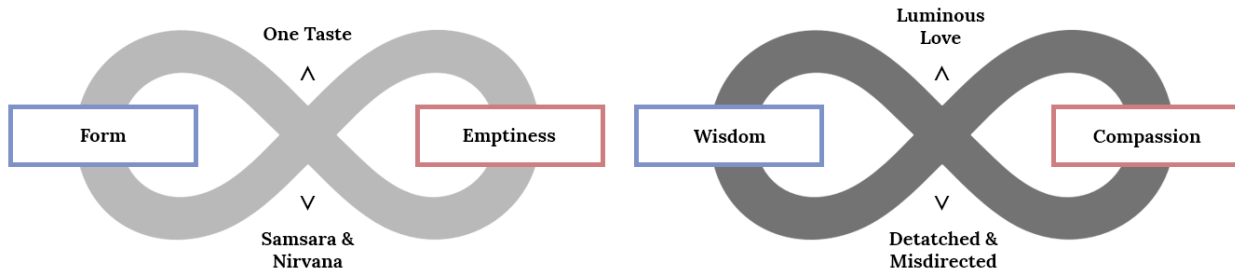 One Taste
Form
Emptiness
Samsara &
Nirvana
Luminous
Love
Wisdom
Compassion
Detatched &
Misdirected